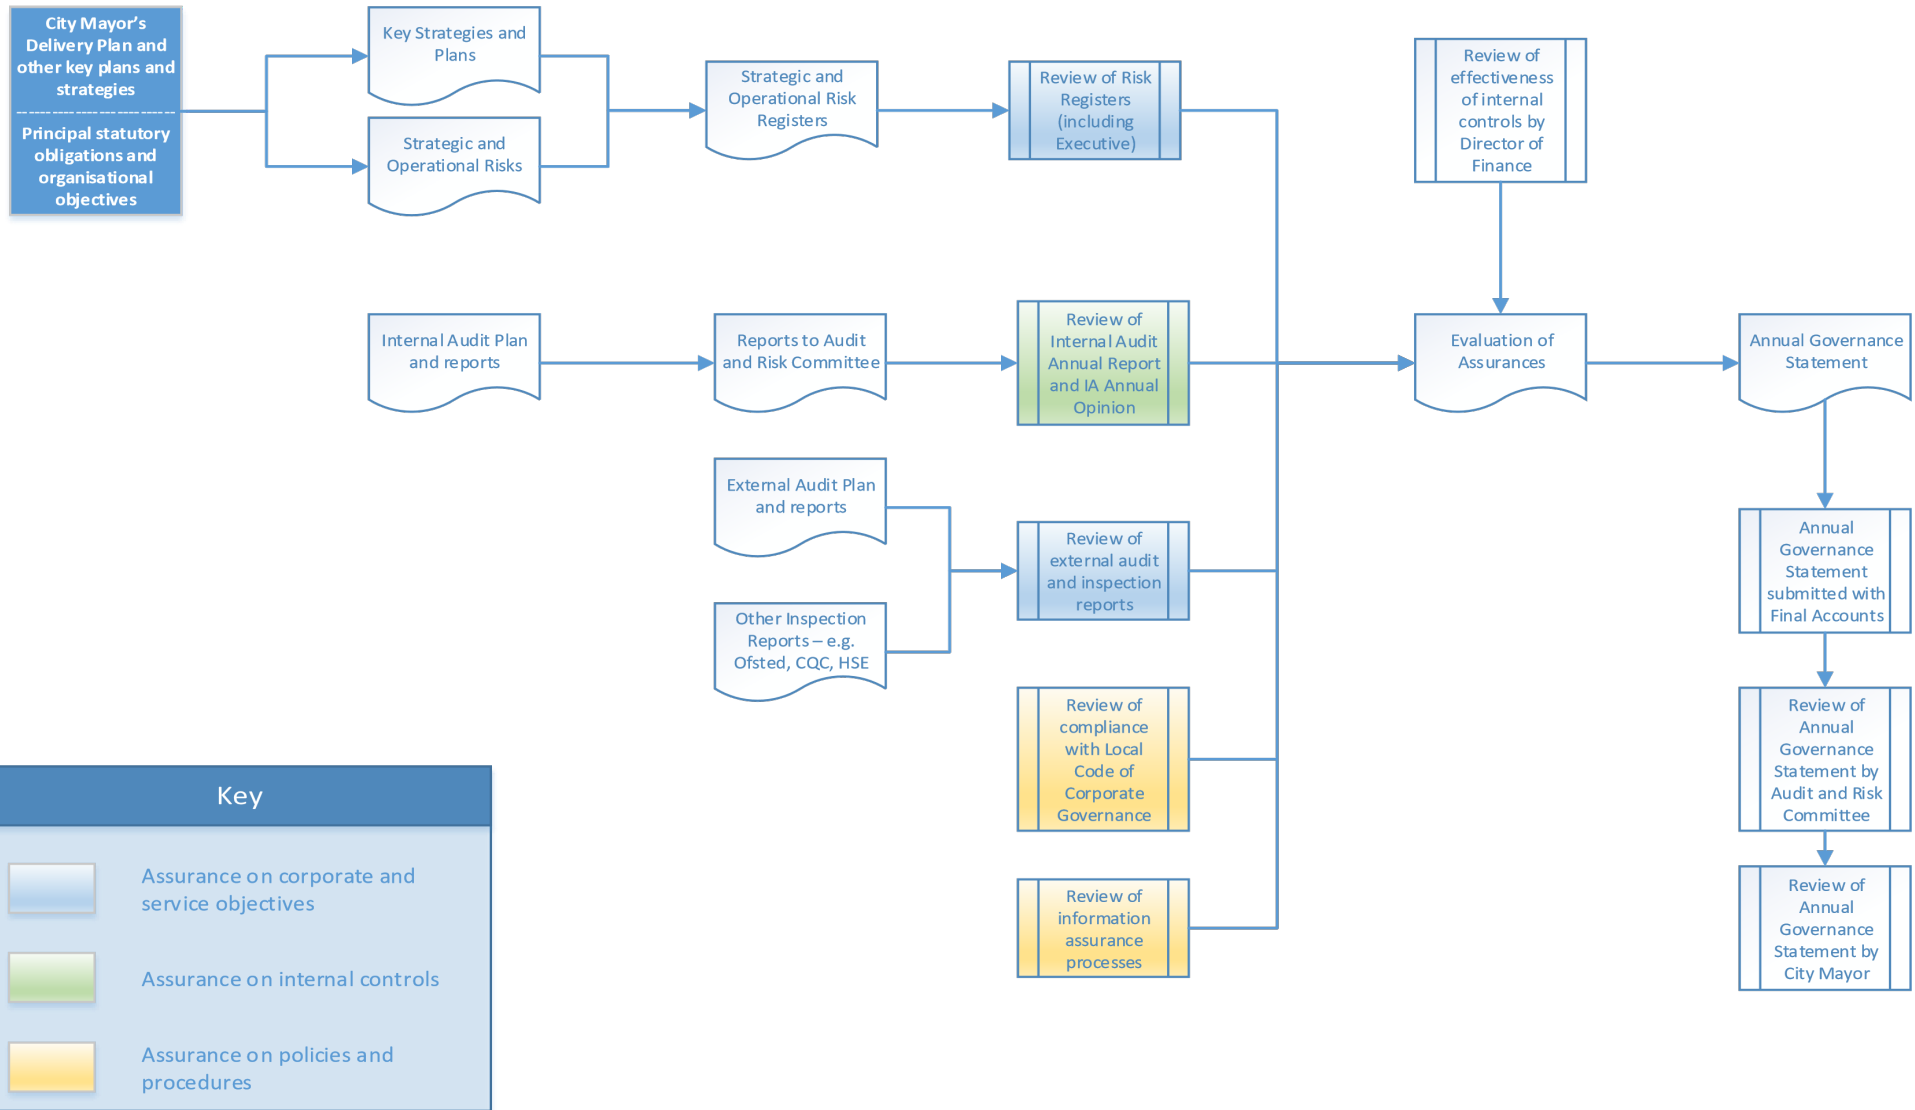 City Mayor's
Delivery Plan and
other key plans and
strategies
----------------------------
Principal statutory
obligations and
organisational
objectives
Key Strategies and
Plans
Strategic and
Operational Risks
Strategic and
Operational Risk
Registers
Review of Risk
Registers
(including
Executive)
Review of
effectiveness
of internal
controls by
Director of
Finance
Internal Audit Plan
and reports
Reports to Audit
and Risk Committee
Review of
Internal Audit
Annual Report
and IA Annual
Opinion
Evaluation of
Assurances
Annual Governance
Statement
External Audit Plan
and reports
Other Inspection
Reports – e.g.
Ofsted, CQC, HSE
Review of
external audit
and inspection
reports
Annual
Governance
Statement
submitted with
Final Accounts
Review of
compliance
with Local
Code of
Corporate
Governance
Review of
Annual
Governance
Statement by
Audit and Risk
Committee
Review of
information
assurance
processes
Review of
Annual
Governance
Statement by
City Mayor
Key
Assurance on corporate and
service objectives
Assurance on internal controls
Assurance on policies and
procedures